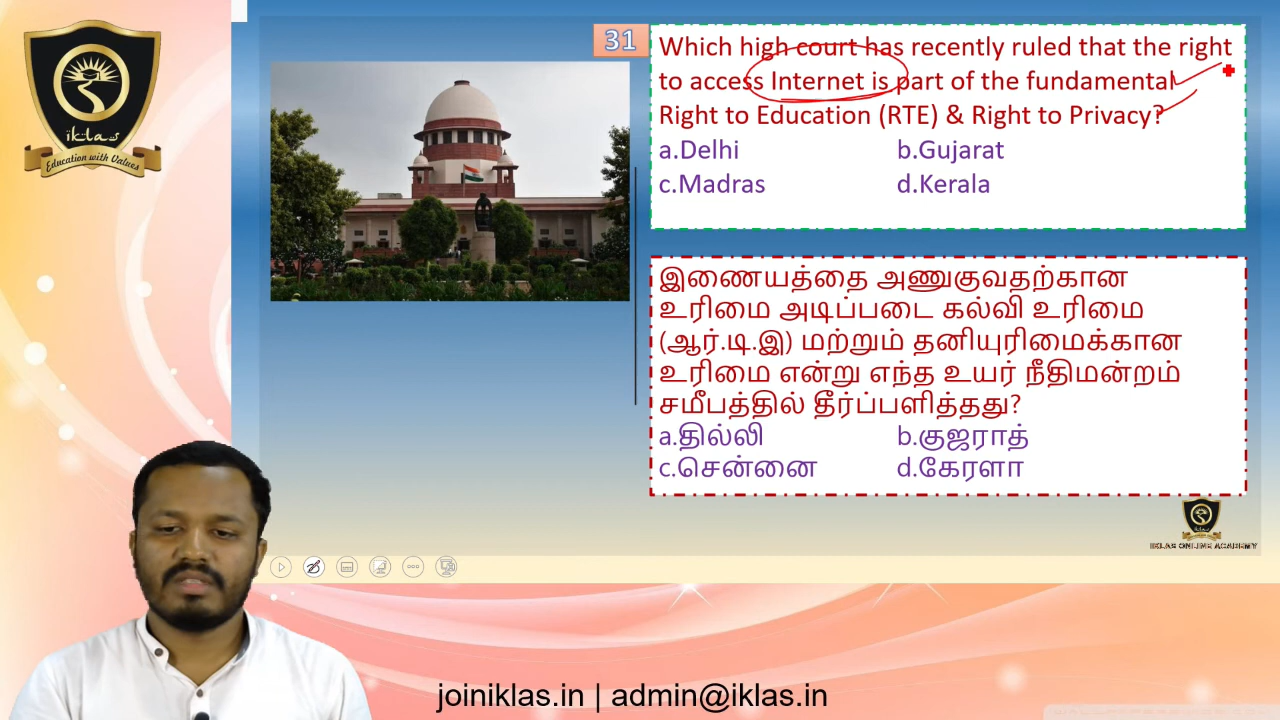 iklas
Education with Values
31
Which high court has recently ruled that the right
to access Internet is part of the fundamental
Right to Education (RTE) & Right to Privacy?
a.Delhi b.Gujarat
c.Madras d.Kerala
இணையத்தை அணுகுவதற்கான
உரிமை அடிப்படை கல்வி உரிமை
(ஆர்.டி.இ) மற்றும் தனியுரிமைக்கான
உரிமை என்று எந்த உயர் நீதிமன்றம்
சமீபத்தில் தீர்ப்பளித்தது?
a.தில்லி b.குஜராத்
c.சென்னை d.கேரளா
IKLAS ONLINE ACADEMY
joiniklas.in | admin@iklas.in